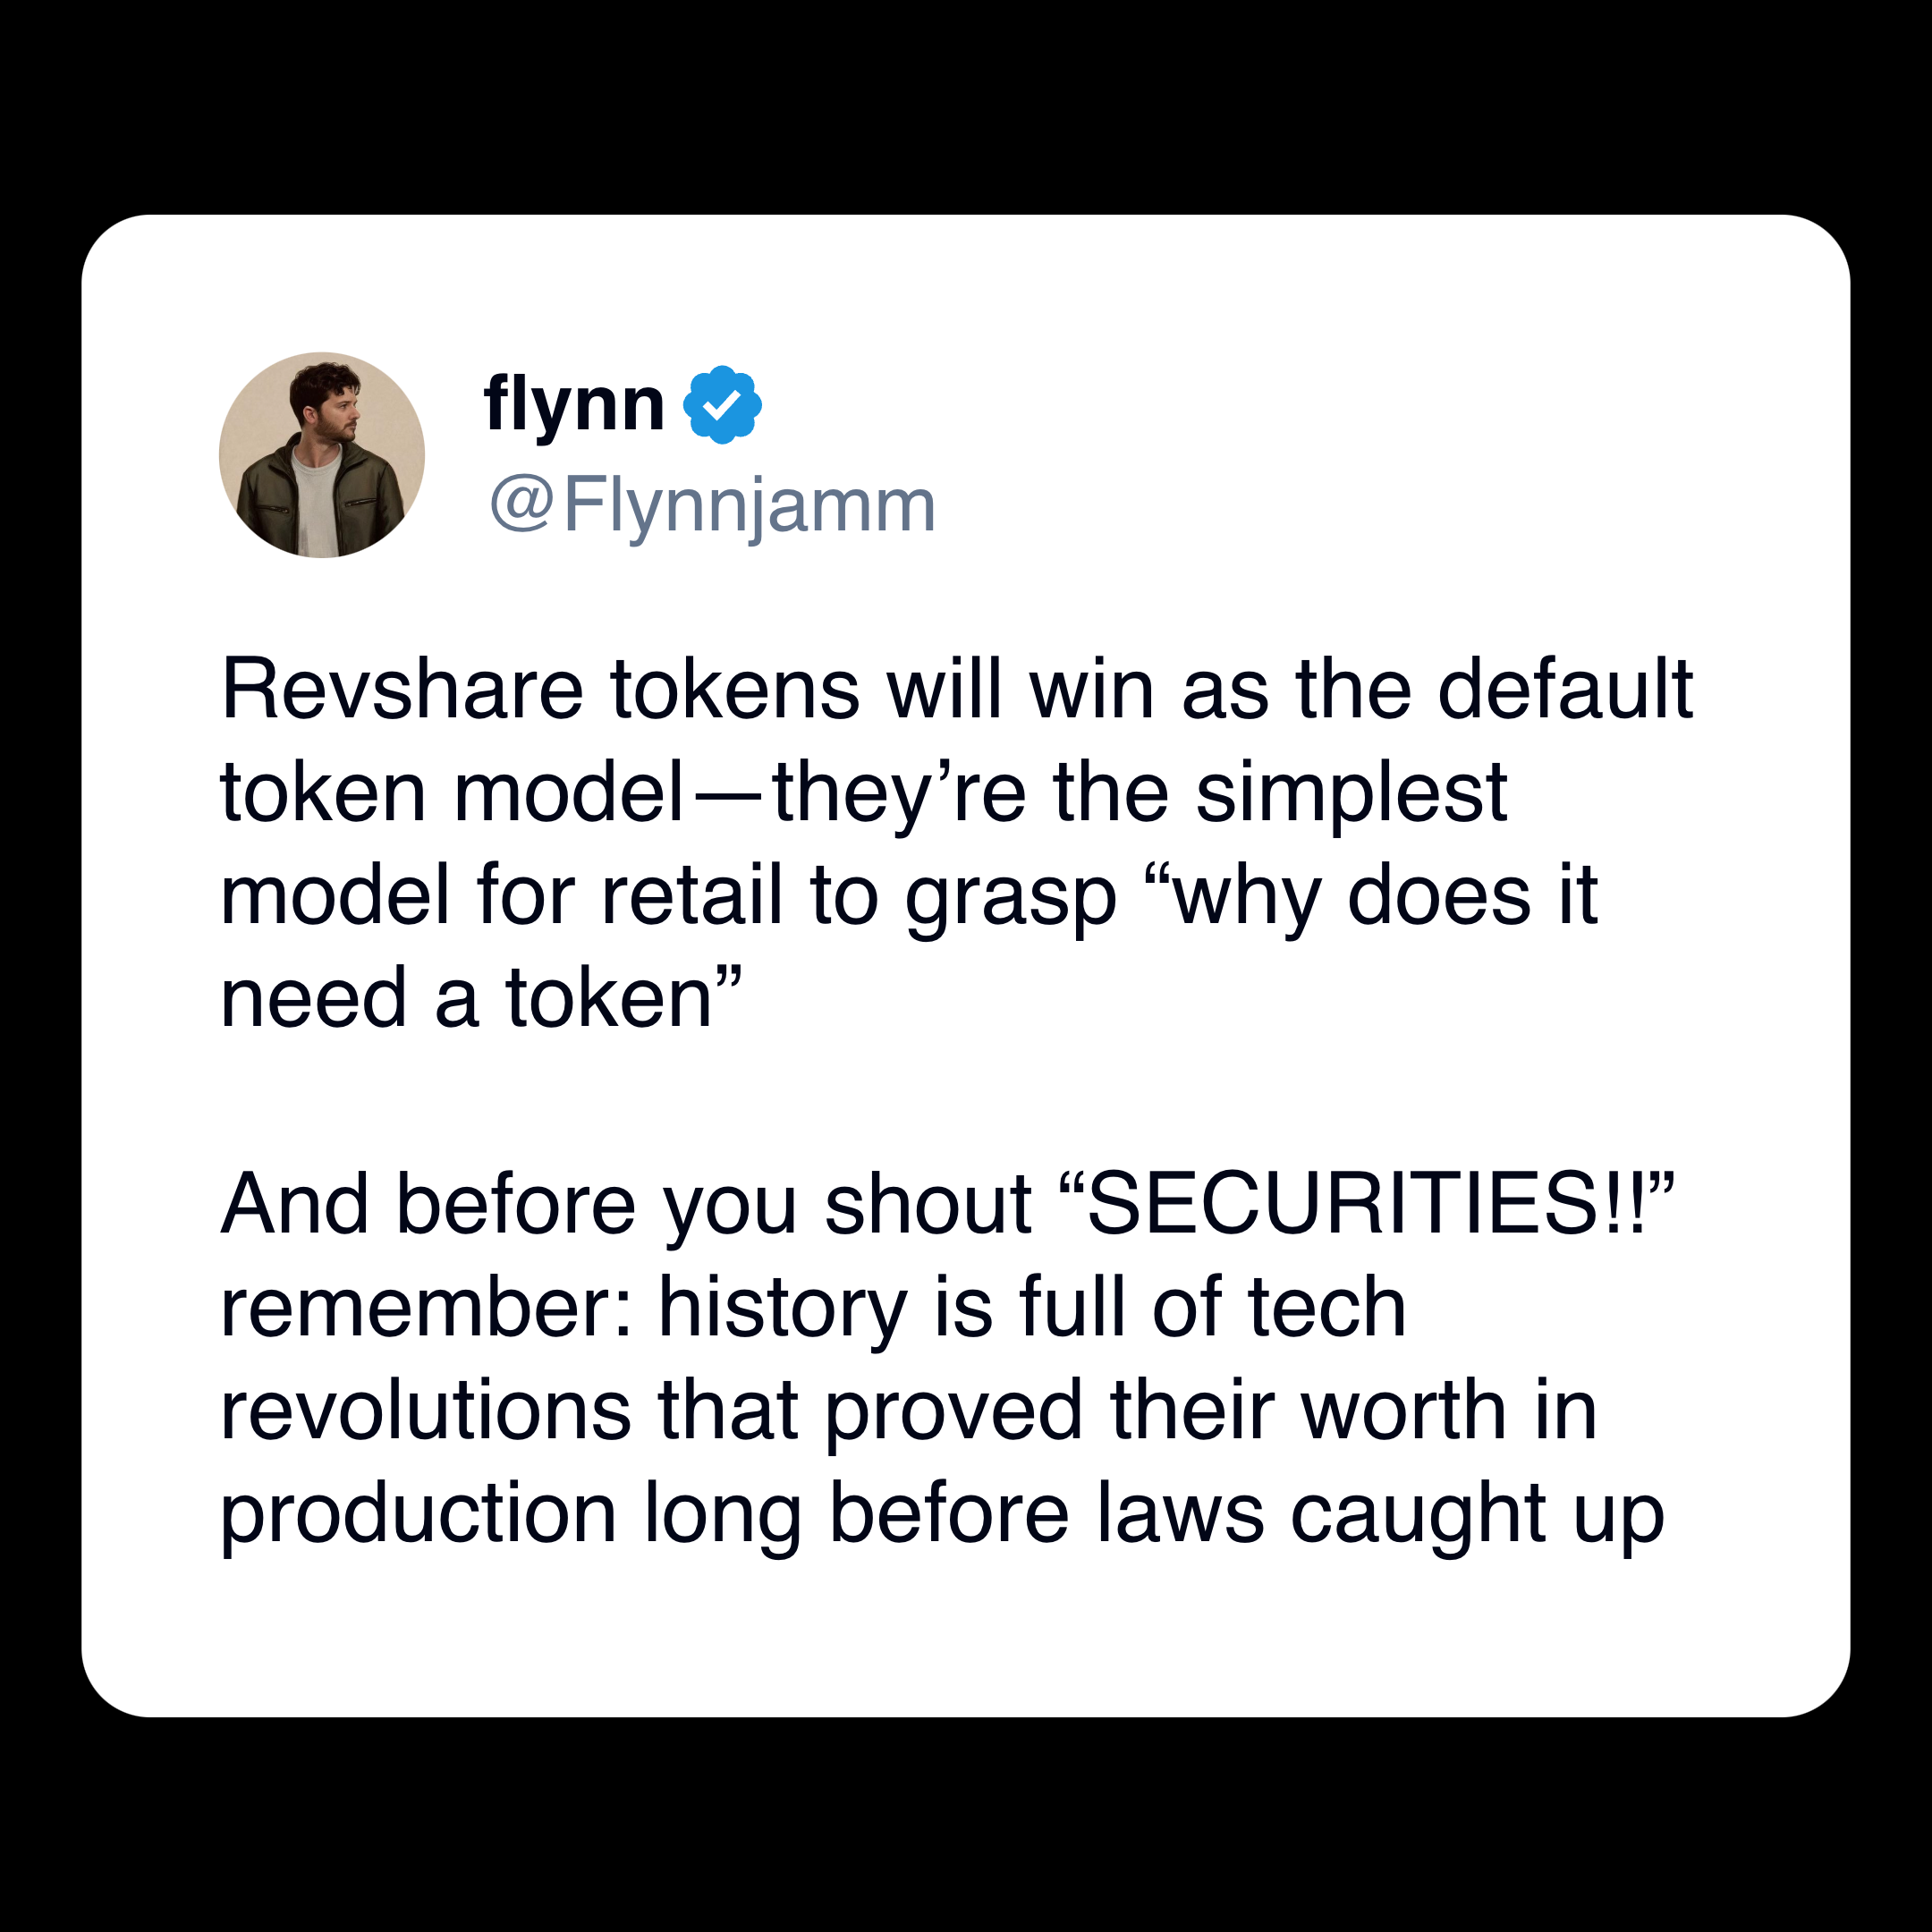 flynn
@Flynnjamm
Revshare tokens will win as the default
token model—they’re the simplest
model for retail to grasp “why does it
need a token”
And before you shout “SECURITIES!!”
remember: history is full of tech
revolutions that proved their worth in
production long before laws caught up